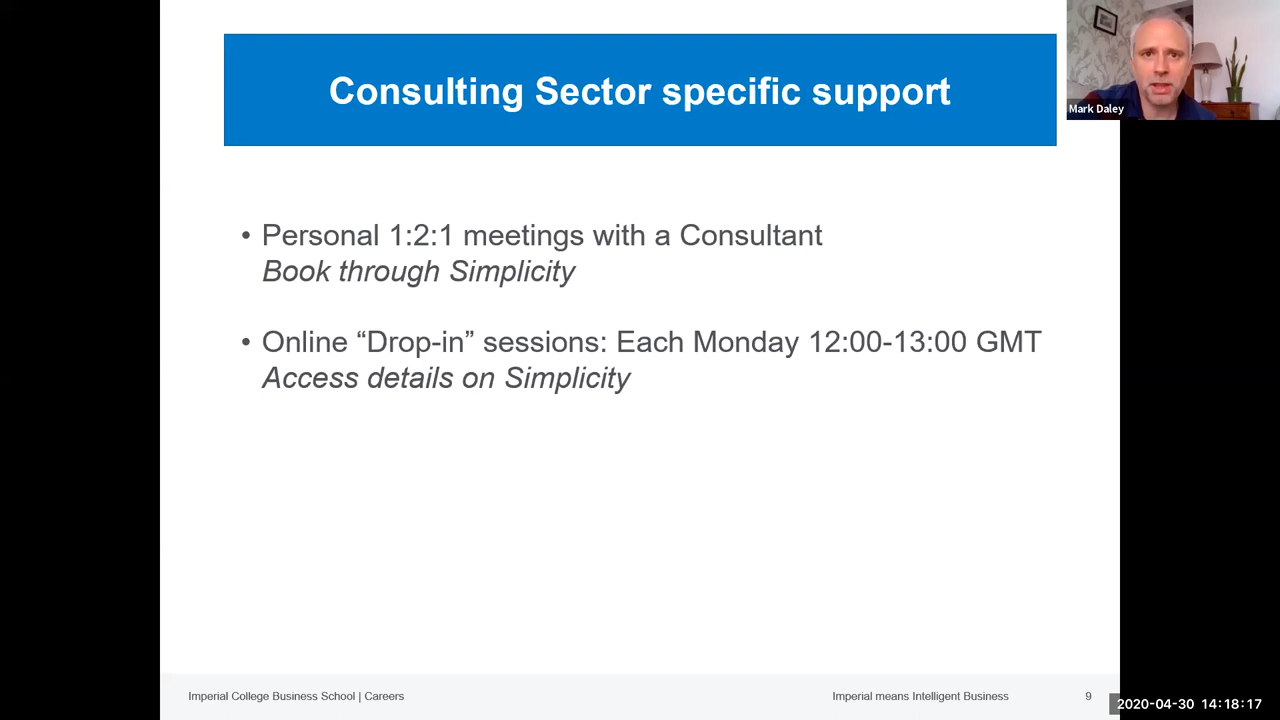 Consulting Sector specific support
Mark Daley
• Personal 1:2:1 meetings with a Consultant
Book through Simplicity
• Online “Drop-in” sessions: Each Monday 12:00-13:00 GMT
Access details on Simplicity
Imperial College Business School | Careers
Imperial means Intelligent Business
9
2020-04-30 14:18:17